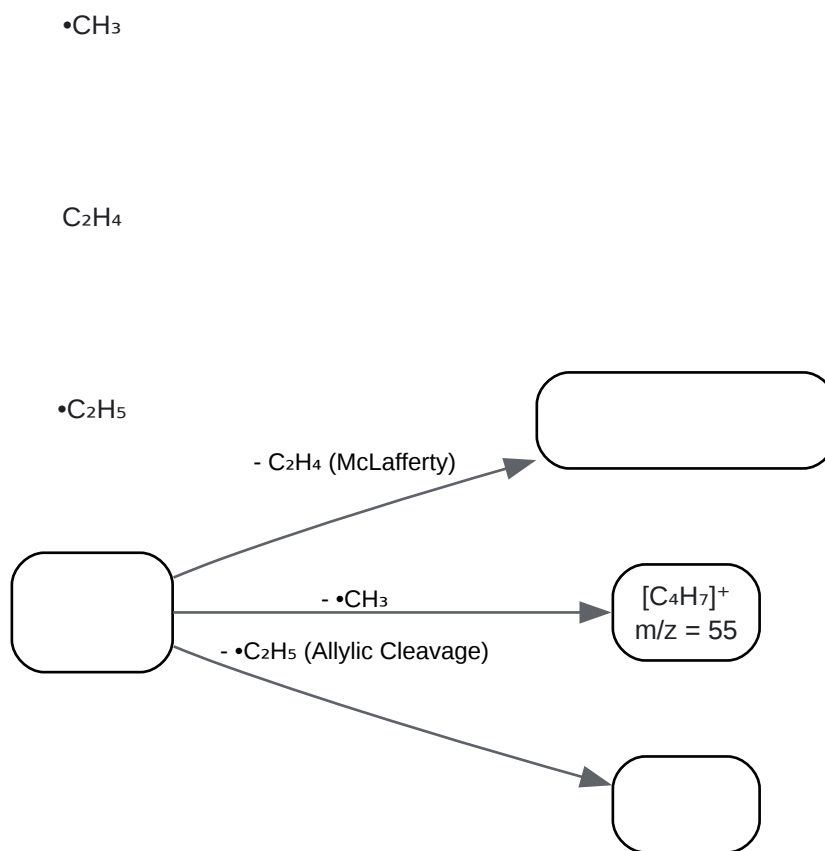 •CH₃
C₂H₄
•C₂H₅
- C₂H₄ (McLafferty)
- •CH₃
[C₄H₇]⁺
m/z = 55
- •C₂H₅ (Allylic Cleavage)